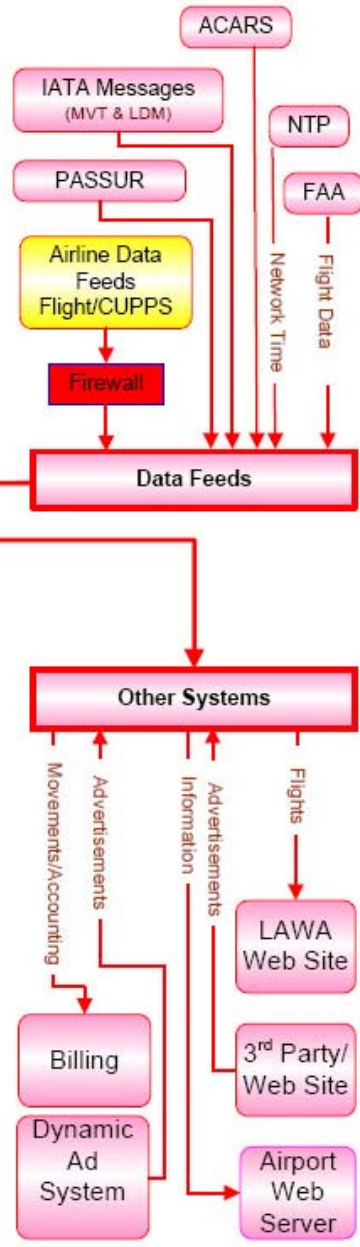 ACARS
IATA Messages
(MVT & LDM)
NTP
PASSUR
FAA
Airline Data
Feeds
Flight/CUPPS
Network Time
Flight Data
Firewall
Data Feeds
Other Systems
Movements/Accounting
Advertisements
Information
Advertisements
Flights
LAWA
Web Site
Billing
3rd Party/
Web Site
Dynamic
Ad
System
Airport
Web
Server